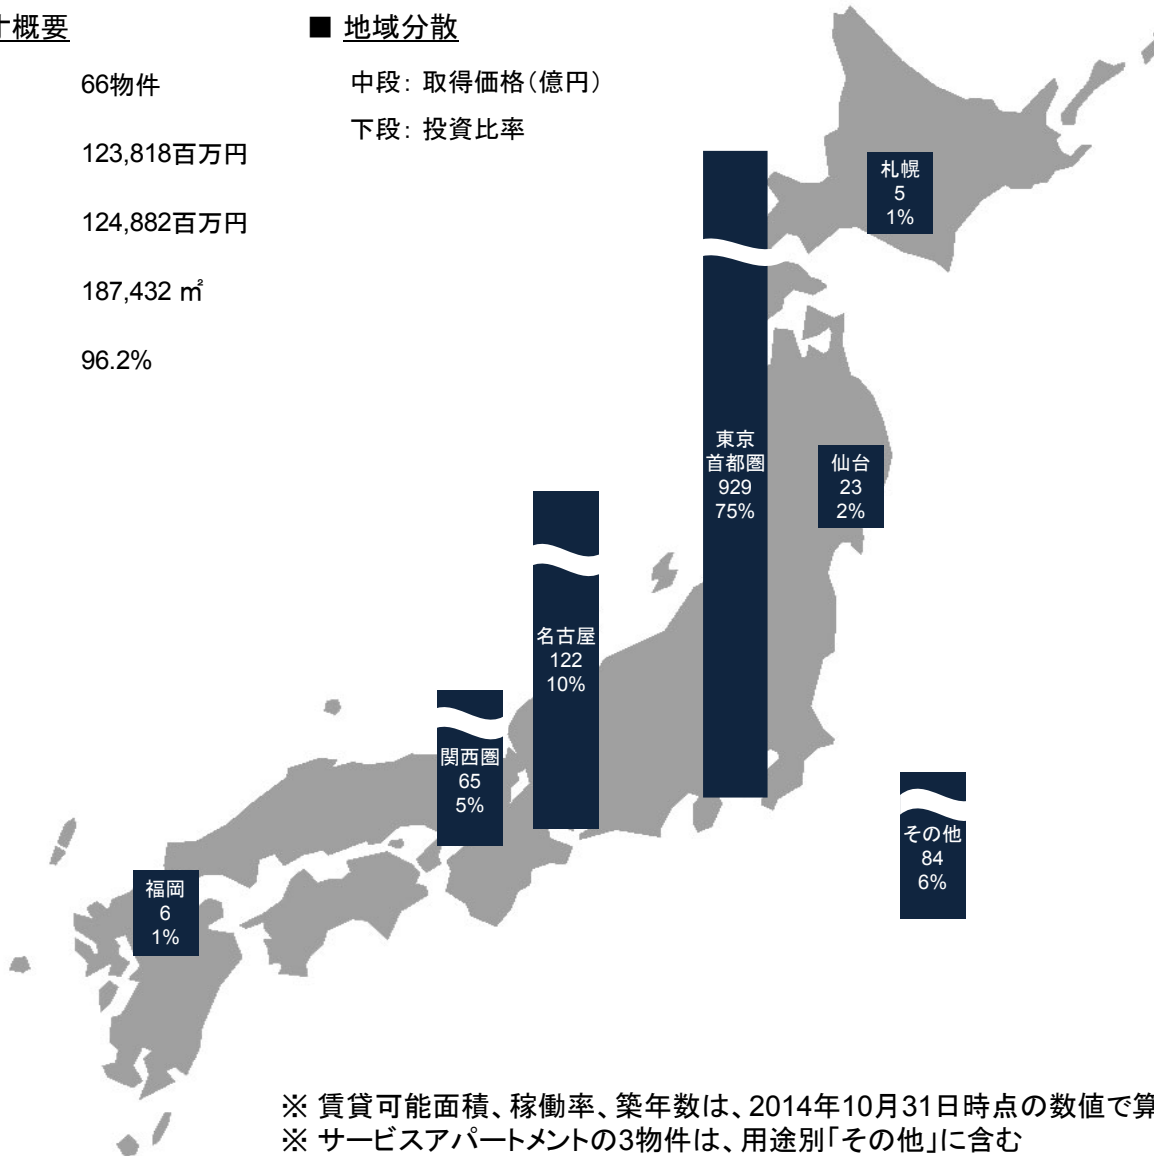 概要
■ 地域分散
66物件
123,818百万円
124,882百万円
187,432 ㎡
96.2%
中段：取得価格（億円）
下段：投資比率
札幌
5
1%
東京
首都圏
929
75%
仙台
23
2%
名古屋
122
10%
関西圏
65
5%
その他
84
6%
福岡
6
1%
※ 賃貸可能面積、稼働率、築年数は、2014年10月31日時点の数値で算
※ サービスアパートメントの3物件は、用途別「その他」に含む